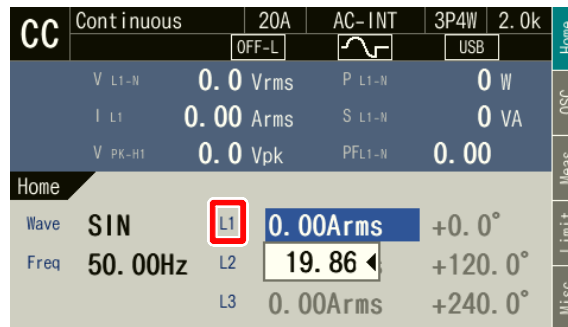 CC Continuous 20A AC-INT 3P4W 2.0k
OFF-L USB
V L1-N 0.0 Vrms P L1-N 0 W
I L1 0.00 Arms S L1-N 0 VA
V PK-H1 0.0 Vpk PFL1-N 0.00
Home
Wave SIN L1 0.00Arms +0.0°
Freq 50.00Hz L2 19.86 +120.0°
L3 0.00Arms +240.0°
Home
OSC
Meas
Limit
Misc